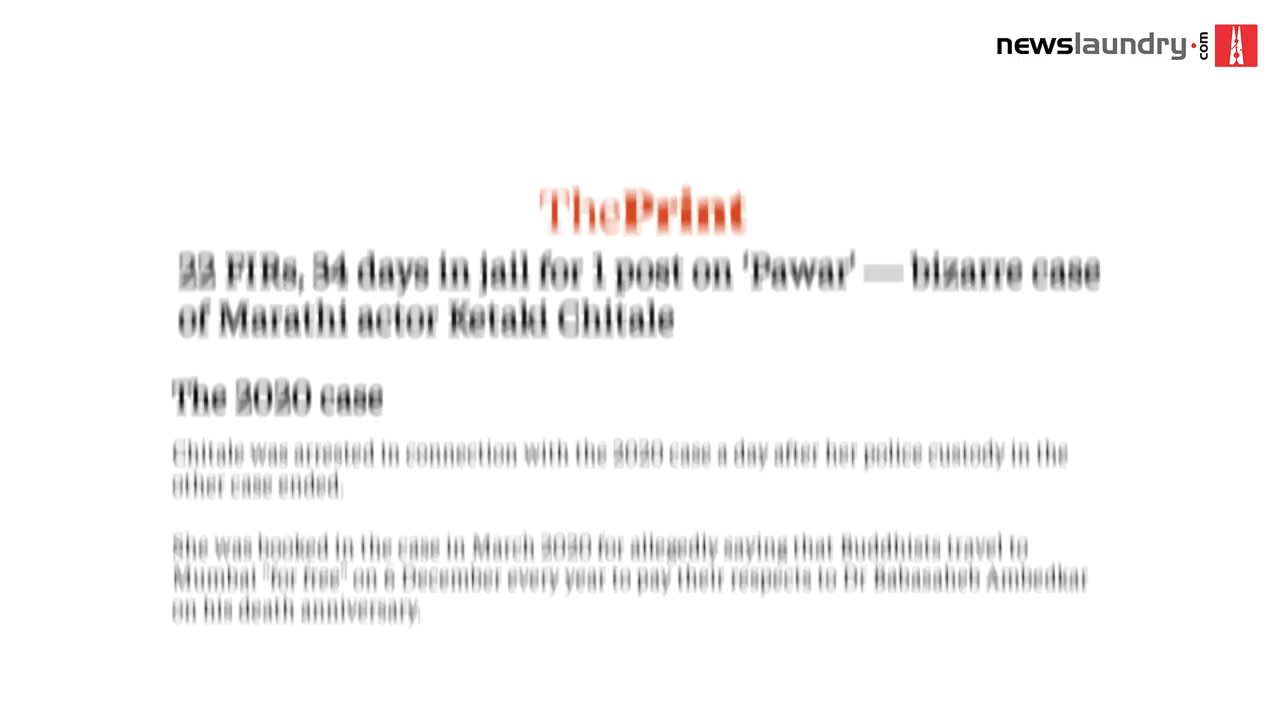 newslaundry.com
ThePrint
22 FIRs, 34 days in jail for 1 post on 'Pawar' — bizarre case
of Marathi actor Ketaki Chitale
The 2020 case
Chitale was arrested in connection with the 2020 case a day after her police custody in the
other case ended.
She was booked in the case in March 2020 for allegedly saying that Buddhists travel to
Mumbai "for free" on 6 December every year to pay their respects to Dr Babasaheb Ambedkar
on his death anniversary.